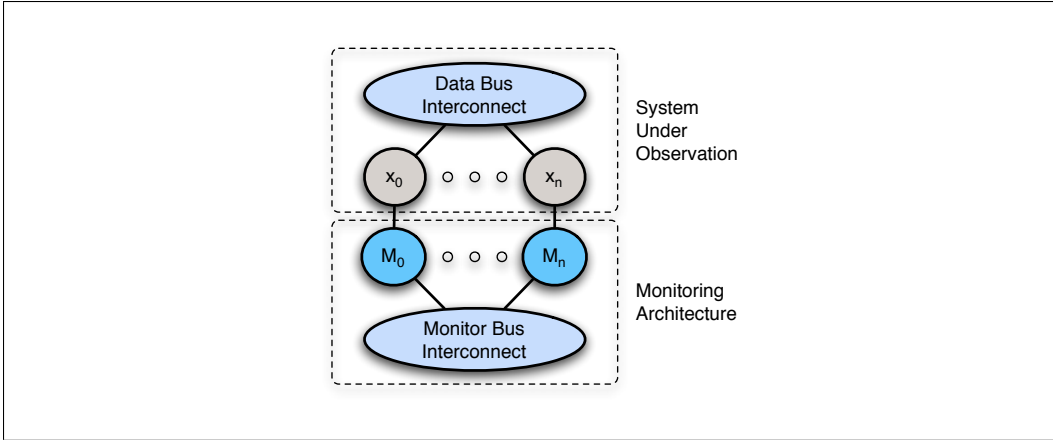 Data Bus
Interconnect
System
Under
Observation
x0
xn
M0
Mn
Monitoring
Architecture
Monitor Bus
Interconnect